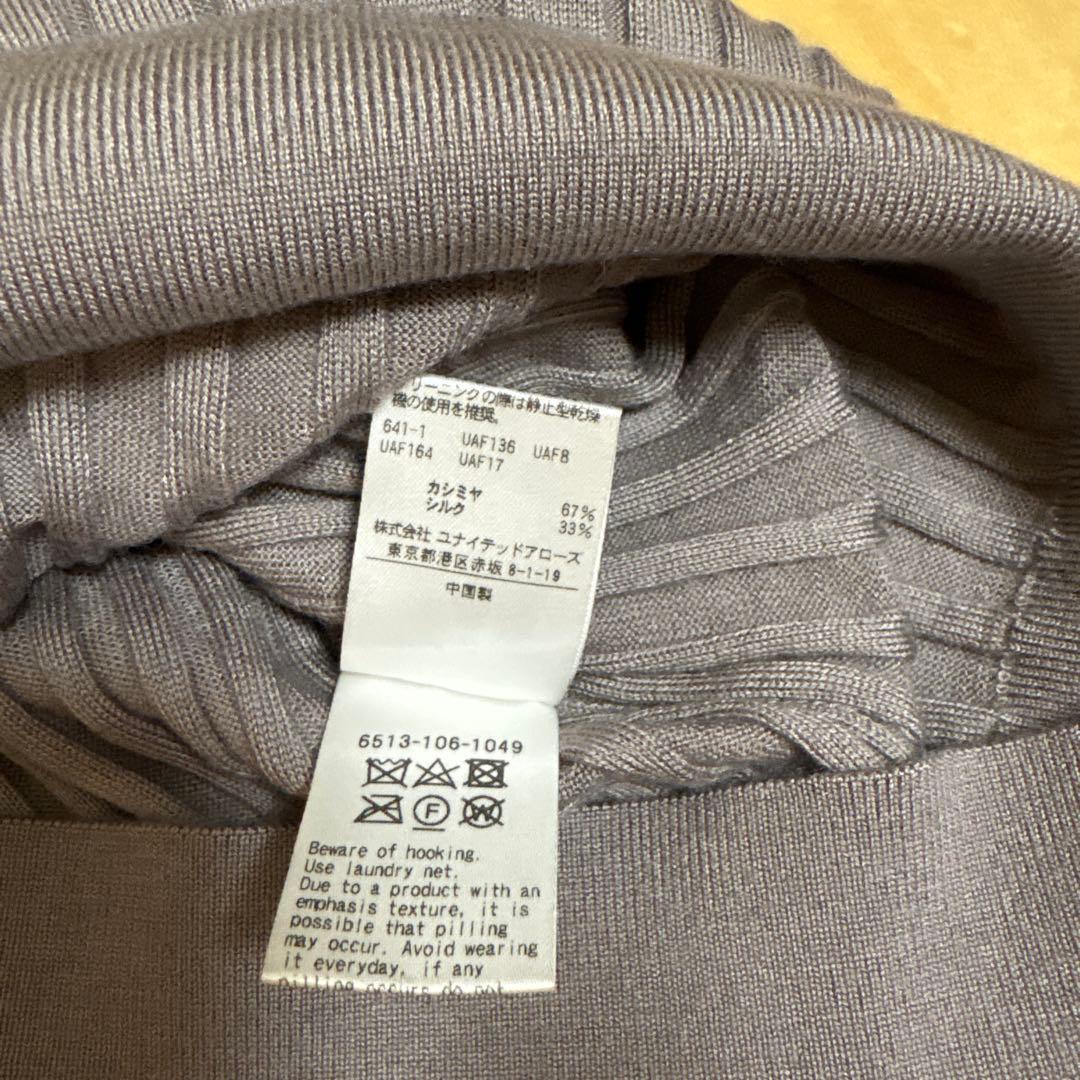 リーニングの際は静止型乾燥
機の使用を推奨。
641-1 UAF136 UAF8
UAF164 UAF17
カシミヤ 67%
シルク 33%
株式会社 ユナイテッドアローズ
東京都港区赤坂 8-1-19
中国製
6513-106-1049
F W
Beware of hooking.
Use laundry net.
Due to a product with an
emphasis texture, it is
possible that pilling
may occur. Avoid wearing
it everyday, if any
pilling occurs do not